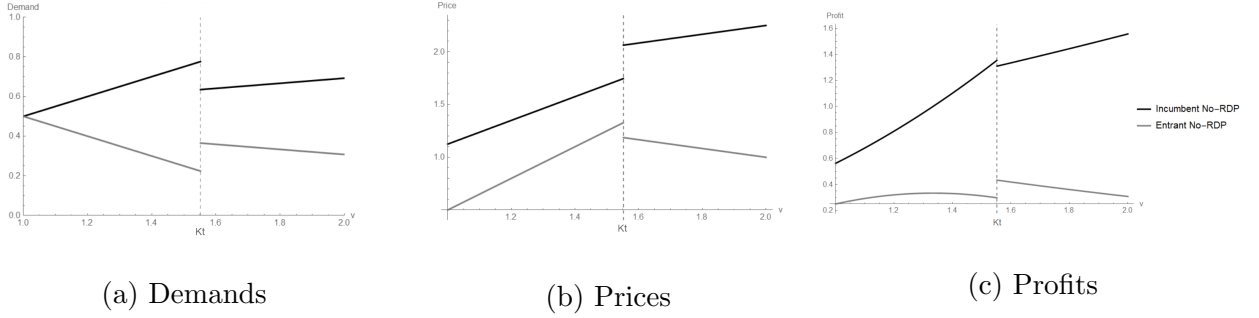 Demand
1.0
0.8
0.6
0.4
0.2
0.0
1.0 1.2 1.4 1.6 1.8 2.0 v
Kt
(a) Demands
Price
2.0
1.5
1.0
1.2 1.4 1.6 1.8 2.0 v
Kt
(b) Prices
Profit
1.6
1.4
1.2
1.0
0.8
0.6
0.4
0.2
1.2 1.4 1.6 1.8 2.0 v
Kt
Incumbent No-RDP
Entrant No-RDP
(c) Profits